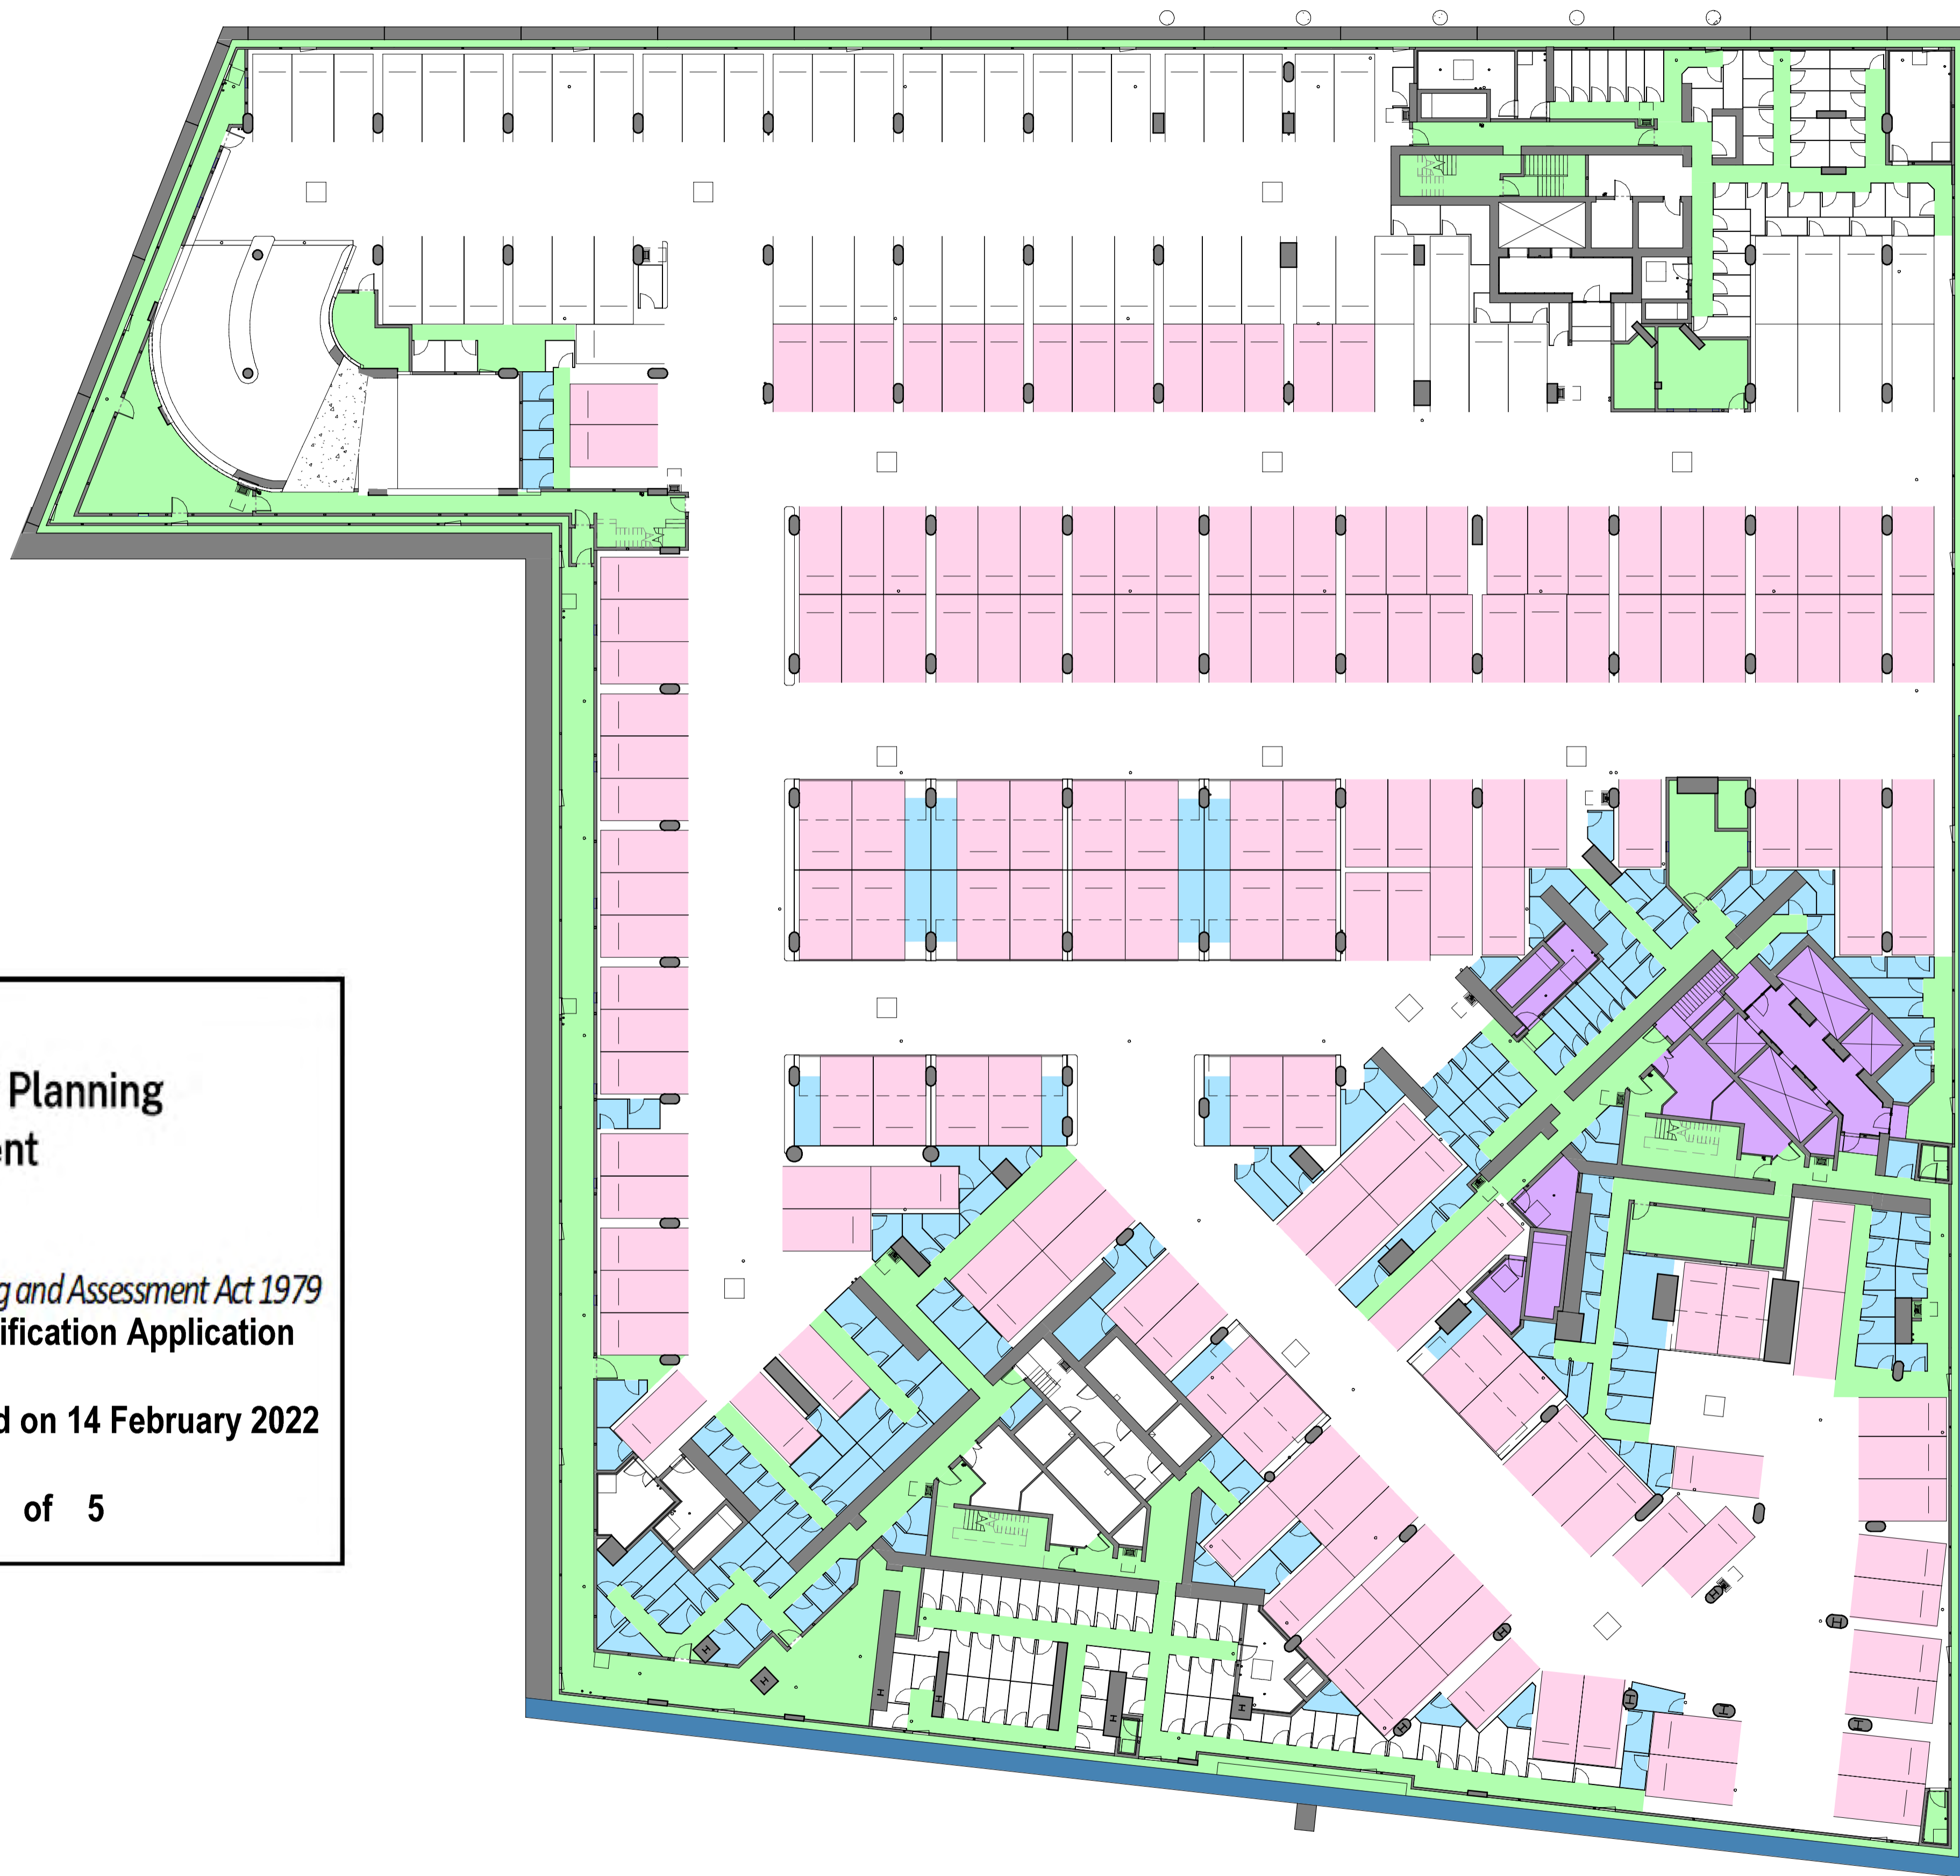 Planning
ent
g and Assessment Act 1979
ification Application
d on 14 February 2022
of 5